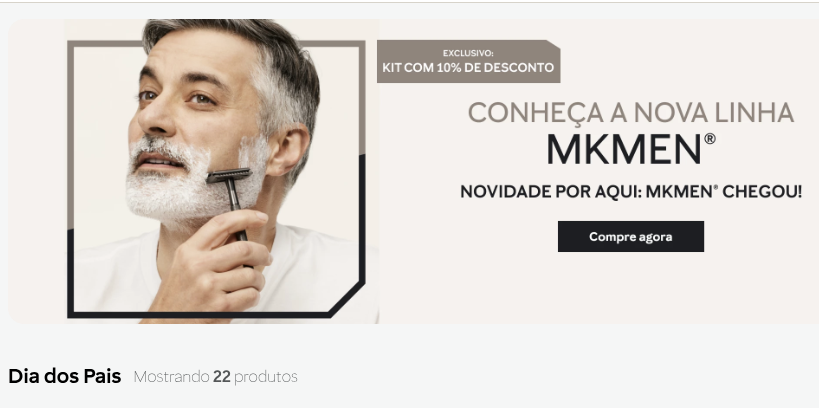 EXCLUSIVO:
KIT COM 10% DE DESCONTO
CONHEÇA A NOVA LINHA
MKMEN®
NOVIDADE POR AQUI: MKMEN® CHEGOU!
Compre agora
Dia dos Pais Mostrando 22 produtos